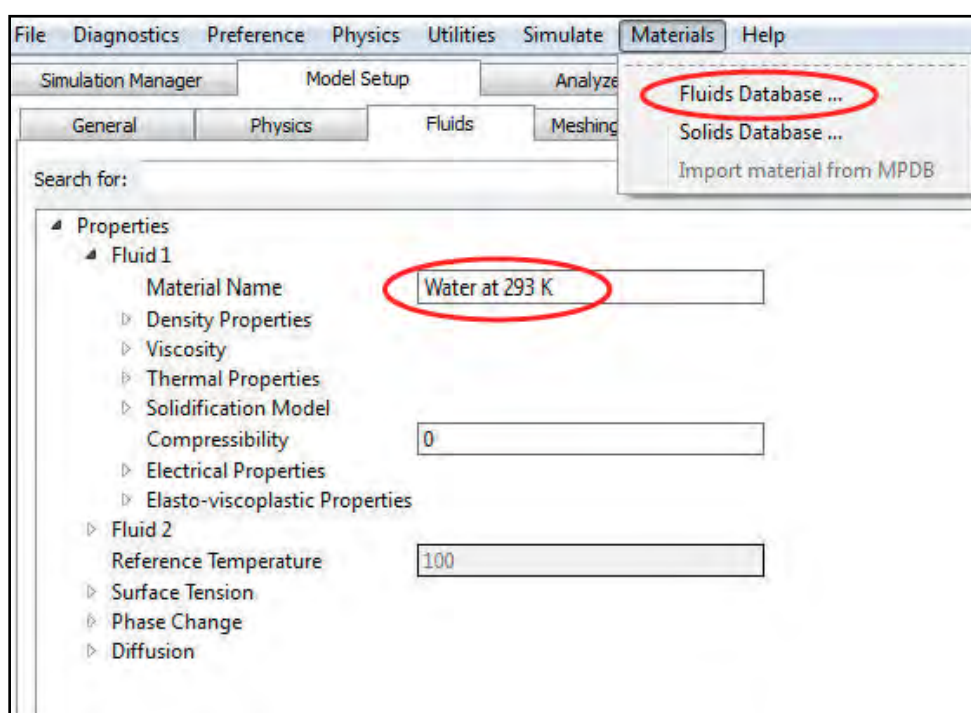 File Diagnostics Preference Physics Utilities Simulate Materials Help
Simulation Manager Model Setup Analyze
Fluids Database ...
General Physics Fluids Meshing
Solids Database ...
Import material from MPDB
Search for:
Properties
Fluid 1
Material Name Water at 293 K
Density Properties
Viscosity
Thermal Properties
Solidification Model
Compressibility 0
Electrical Properties
Elasto-viscoplastic Properties
Fluid 2
Reference Temperature 100
Surface Tension
Phase Change
Diffusion